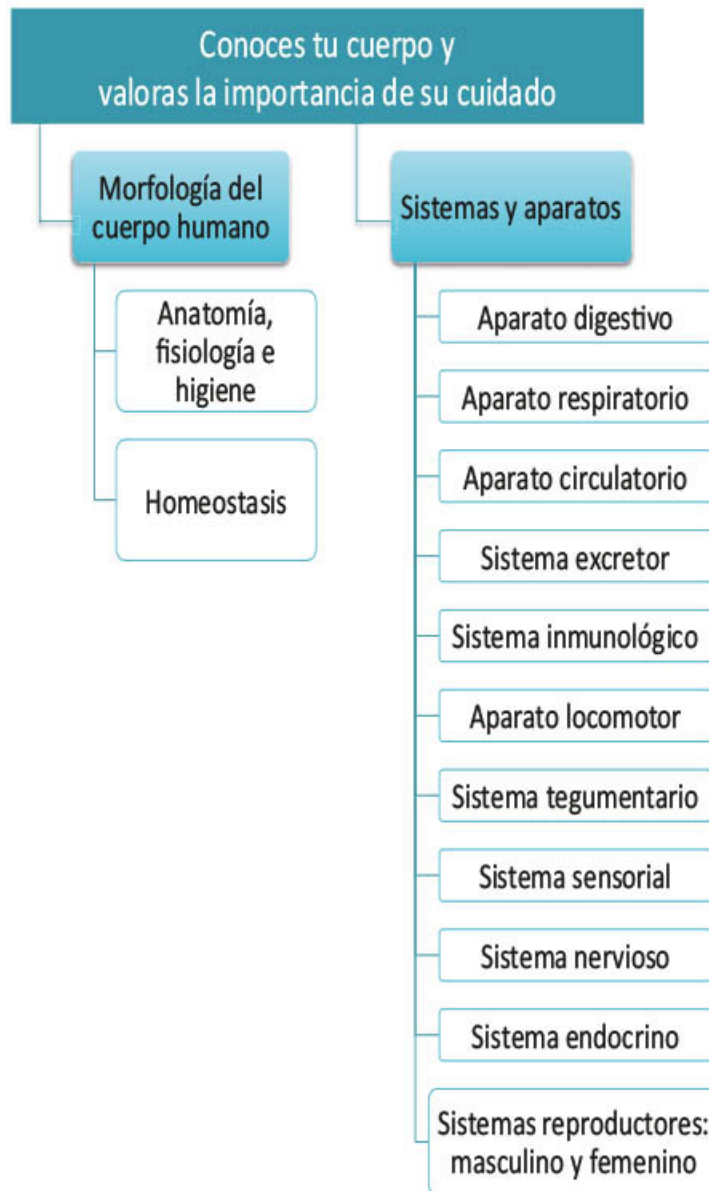 Conoces tu cuerpo y
valoras la importancia de su cuidado
Morfología del
cuerpo humano
Anatomía,
fisiología e
higiene
Homeostasis
Sistemas y aparatos
Aparato digestivo
Aparato respiratorio
Aparato circulatorio
Sistema excretor
Sistema inmunológico
Aparato locomotor
Sistema tegumentario
Sistema sensorial
Sistema nervioso
Sistema endocrino
Sistemas reproductores:
masculino y femenino